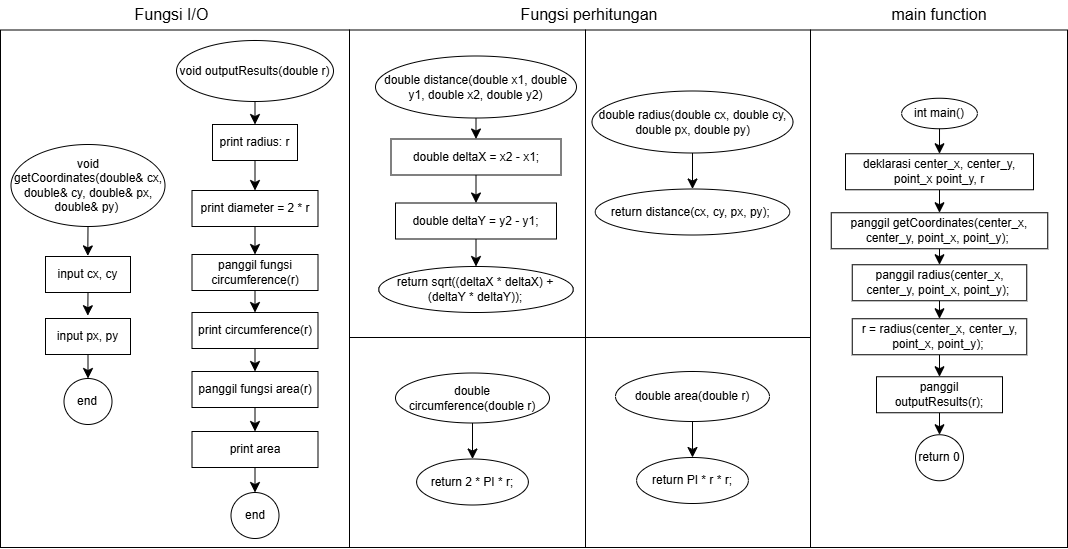 Fungsi I/O
void outputResults(double r)
print radius: r
void
getCoordinates(double& cx,
double& cy, double& px,
double& py)
print diameter = 2 * r
input cx, cy
panggil fungsi
circumference(r)
input px, py
print circumference(r)
end
panggil fungsi area(r)
print area
end
Fungsi perhitungan
double distance(double x1, double
y1, double x2, double y2)
double deltaX = x2 - x1;
double deltaY = y2 - y1;
return sqrt((deltaX * deltaX) +
(deltaY * deltaY));
double radius(double cx, double cy,
double px, double py)
return distance(cx, cy, px, py);
double
circumference(double r)
return 2 * PI * r;
double area(double r)
return PI * r * r;
main function
int main()
deklarasi center_x, center_y,
point_x point_y, r
panggil getCoordinates(center_x,
center_y, point_x, point_y);
panggil radius(center_x,
center_y, point_x, point_y);
r = radius(center_x, center_y,
point_x, point_y);
panggil
outputResults(r);
return 0